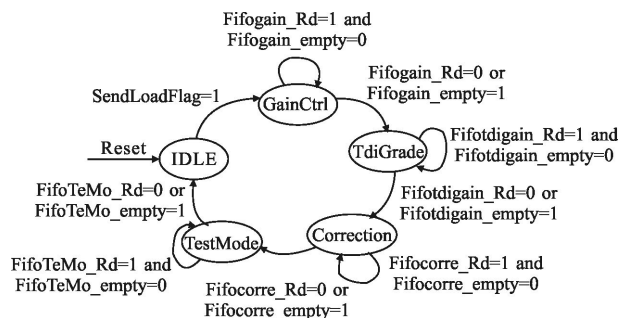 Fifogain_Rd=1 and
Fifogain_empty=0
SendLoadFlag=1
GainCtrl
Fifogain_Rd=0 or
Fifogain_empty=1
Reset
IDLE
TdiGrade
Fifotdigain_Rd=1 and
Fifotdigain_empty=0
FifoTeMo_Rd=0 or
FifoTeMo_empty=1
Fifotdigain_Rd=0 or
Fifotdigain_empty=1
TestMode
Correction
FifoTeMo_Rd=1 and
FifoTeMo_empty=0
Fifocorre_Rd=0 or
Fifocorre_empty=1
Fifocorre_Rd=1 and
Fifocorre_empty=0